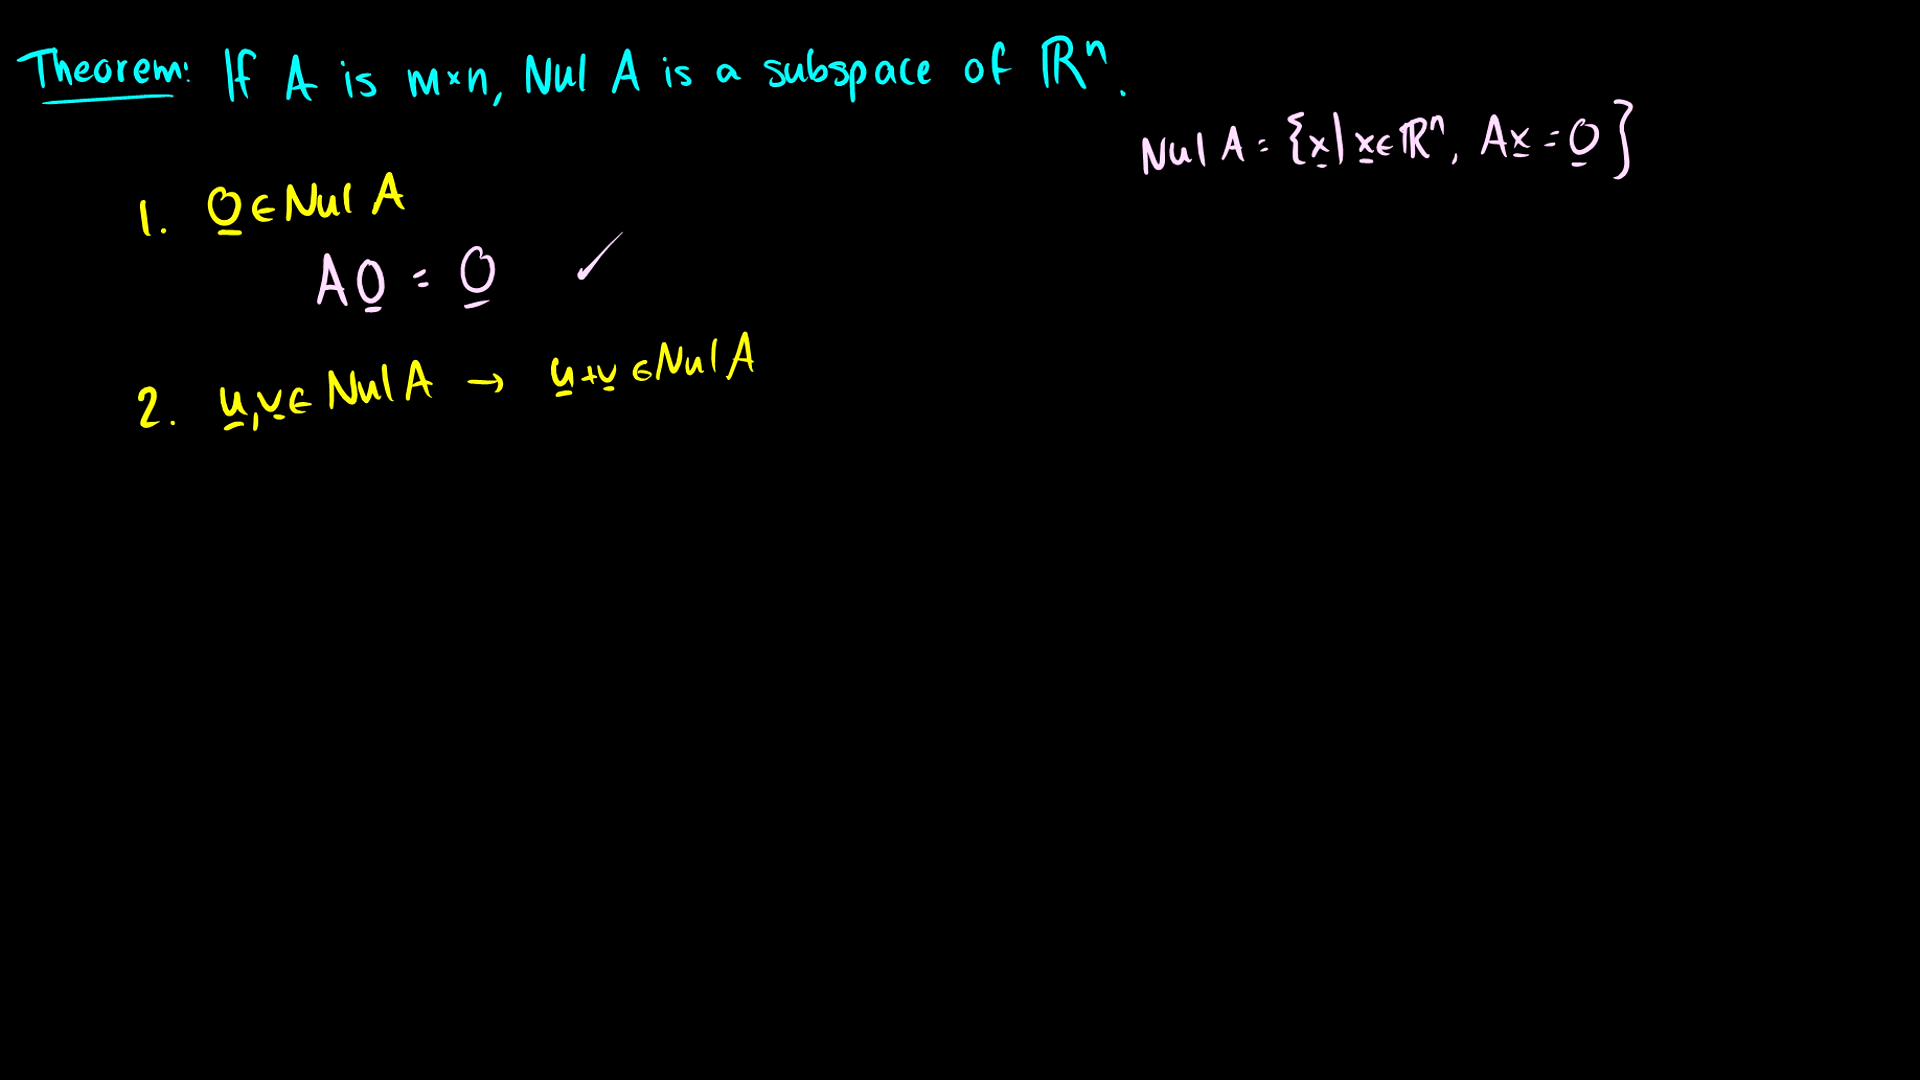 Theorem: If A is m×n, Nul A is a subspace of ℝⁿ.
Nul A = {x | x ∈ ℝⁿ, Ax = 0}
1. 0 ∈ Nul A
A0 = 0 ✓
2. u, v ∈ Nul A → u+v ∈ Nul A